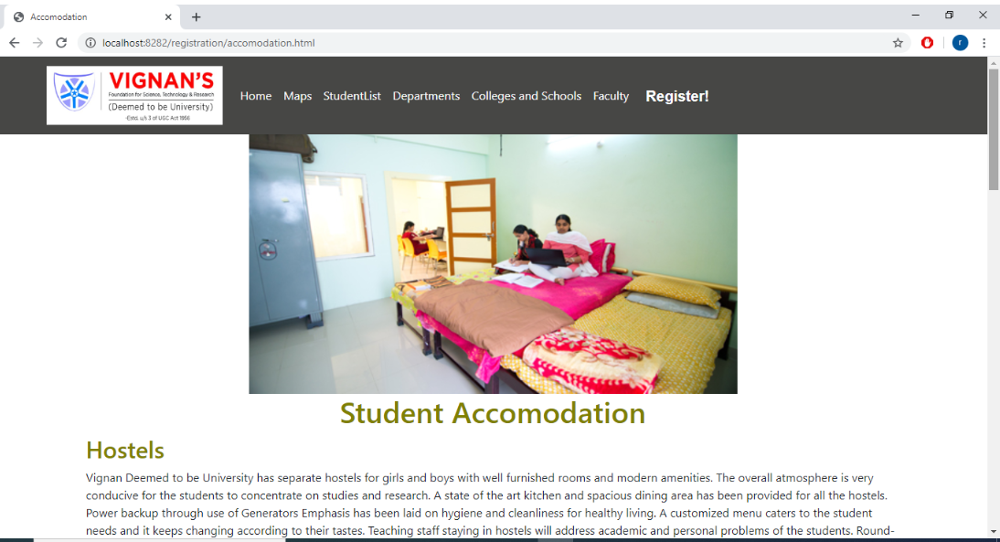 Accomodation
localhost:8282/registration/accomodation.html
r
VIGNAN'S
Foundation for Science, Technology & Research
(Deemed to be University)
-Estd. u/s 3 of UGC Act 1956
Home Maps StudentList Departments Colleges and Schools Faculty Register!
Student Accomodation
Hostels
Vignan Deemed to be University has separate hostels for girls and boys with well furnished rooms and modern amenities. The overall atmosphere is very
conducive for the students to concentrate on studies and research. A state of the art kitchen and spacious dining area has been provided for all the hostels.
Power backup through use of Generators Emphasis has been laid on hygiene and cleanliness for healthy living. A customized menu caters to the student
needs and it keeps changing according to their tastes. Teaching staff staying in hostels will address academic and personal problems of the students. Round-